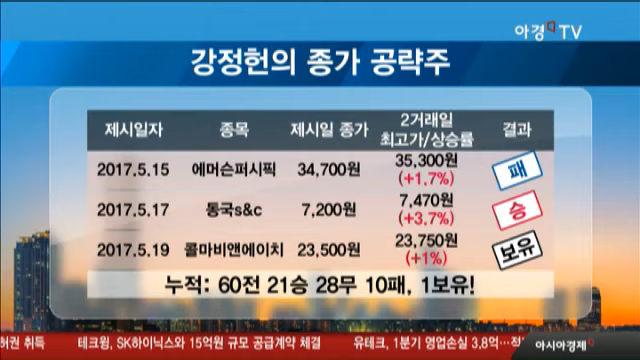 아경 TV
강정헌의 종가 공략주
제시일자 종목 제시일 종가 2거래일 최고가/상승률 결과
2017.5.15 에머슨퍼시픽 34,700원 35,300원 (+1.7%) 패
2017.5.17 동국s&c 7,200원 7,470원 (+3.7%) 승
2017.5.19 콜마비앤에이치 23,500원 23,750원 (+1%) 보유
누적: 60전 21승 28무 10패, 1보유!
허권 취득 테크윙, SK하이닉스와 15억원 규모 공급계약 체결 유테크, 1분기 영업손실 3.8억… 아시아경제